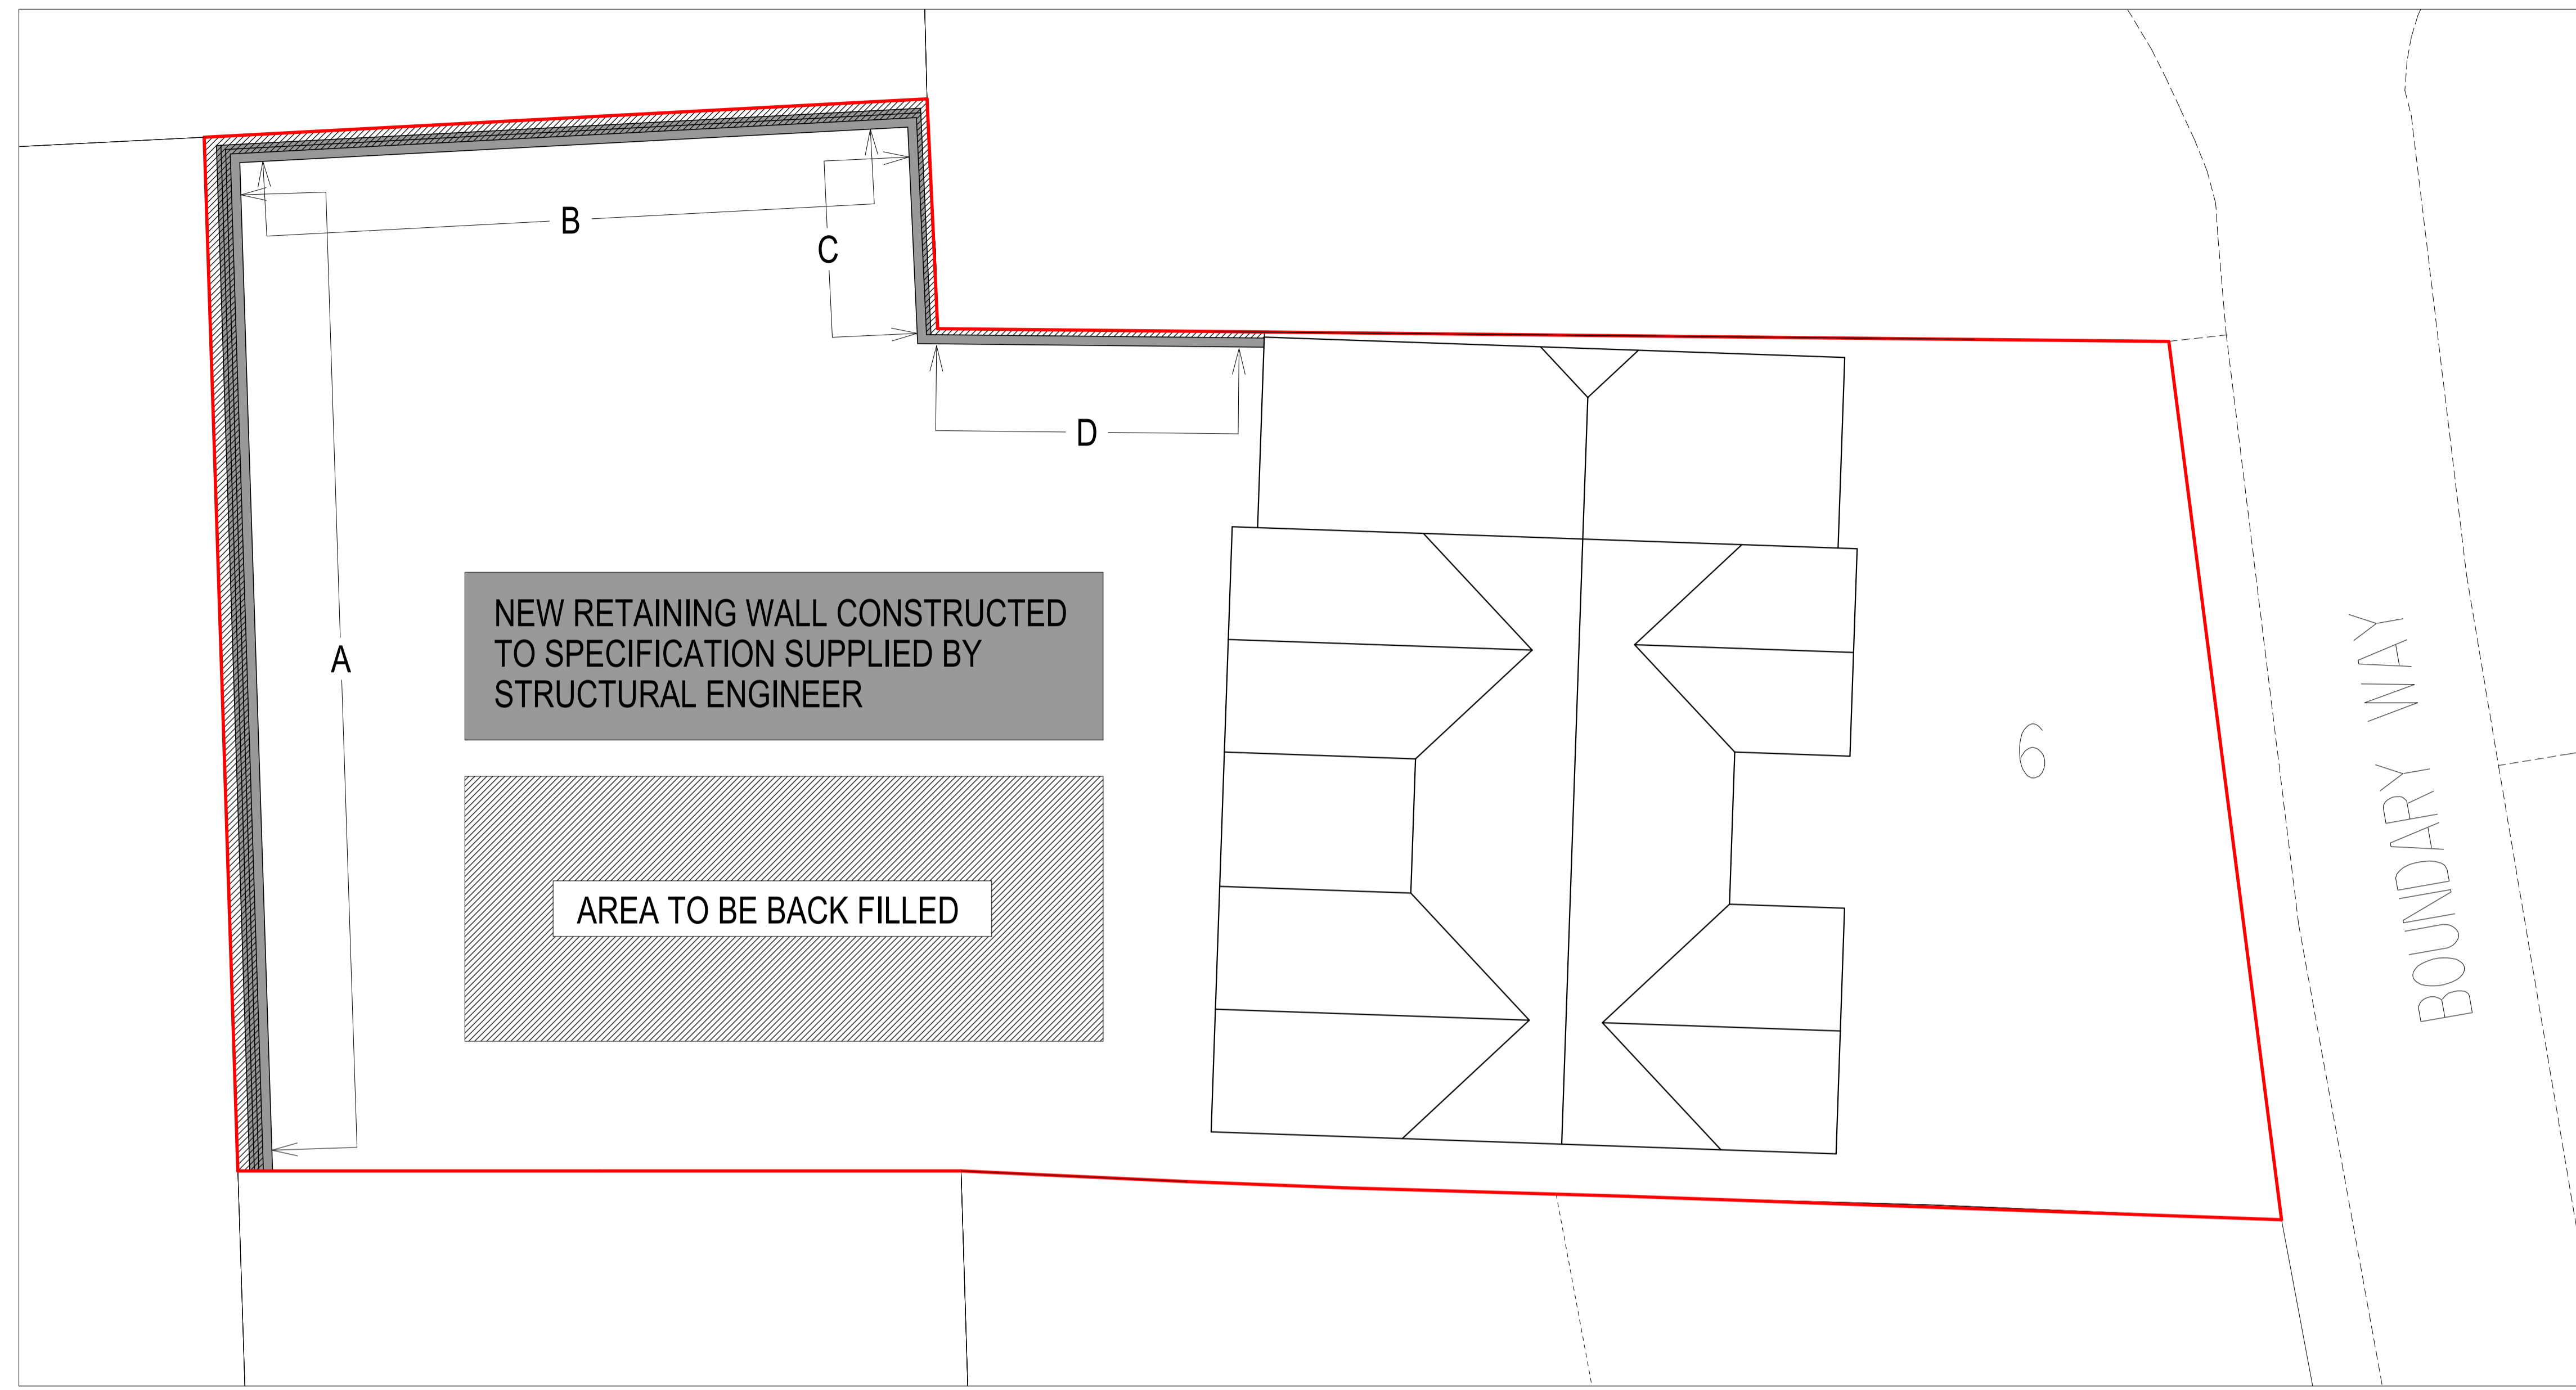 B
C
D
A
NEW RETAINING WALL CONSTRUCTED
TO SPECIFICATION SUPPLIED BY
STRUCTURAL ENGINEER
AREA TO BE BACK FILLED
6
BOUNDARY WAY